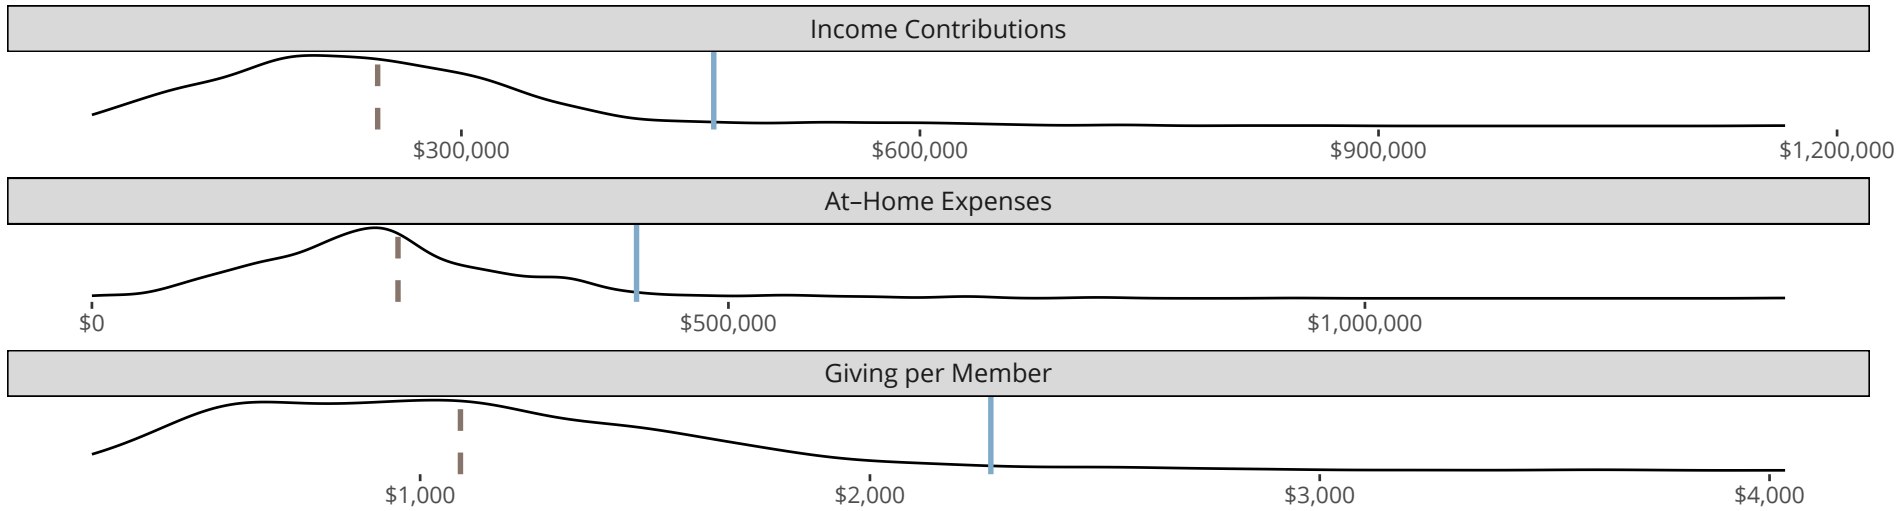 Income Contributions
$300,000 $600,000 $900,000 $1,200,000
At–Home Expenses
$0 $500,000 $1,000,000
Giving per Member
$1,000 $2,000 $3,000 $4,000